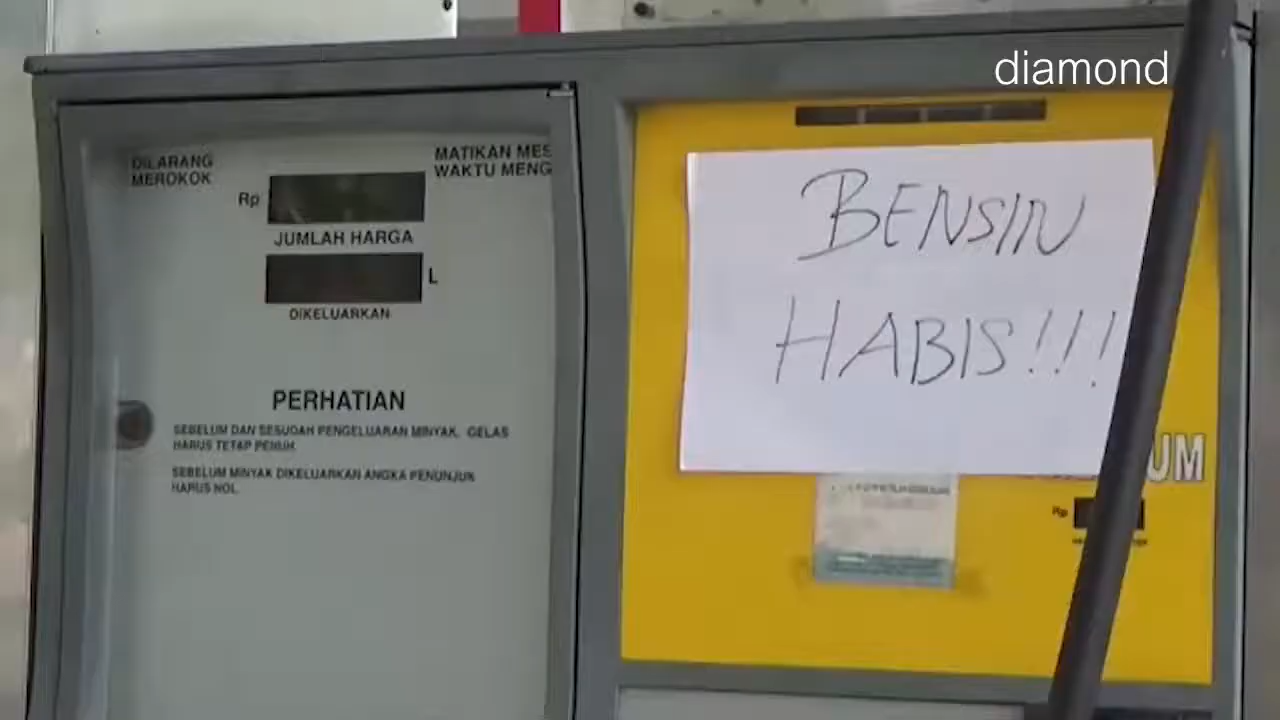 diamond
DILARANG
MEROKOK
MATIKAN MES
WAKTU MENG
Rp
JUMLAH HARGA
L
DIKELUARKAN
PERHATIAN
SEBELUM DAN SESUDAH PENGELUARAN MINYAK, GELAS
HARUS TETAP PENUH.
SEBELUM MINYAK DIKELUARKAN ANGKA PENUNJUK
HARUS NOL.
BENSIN
HABIS!!!
UM
Rp